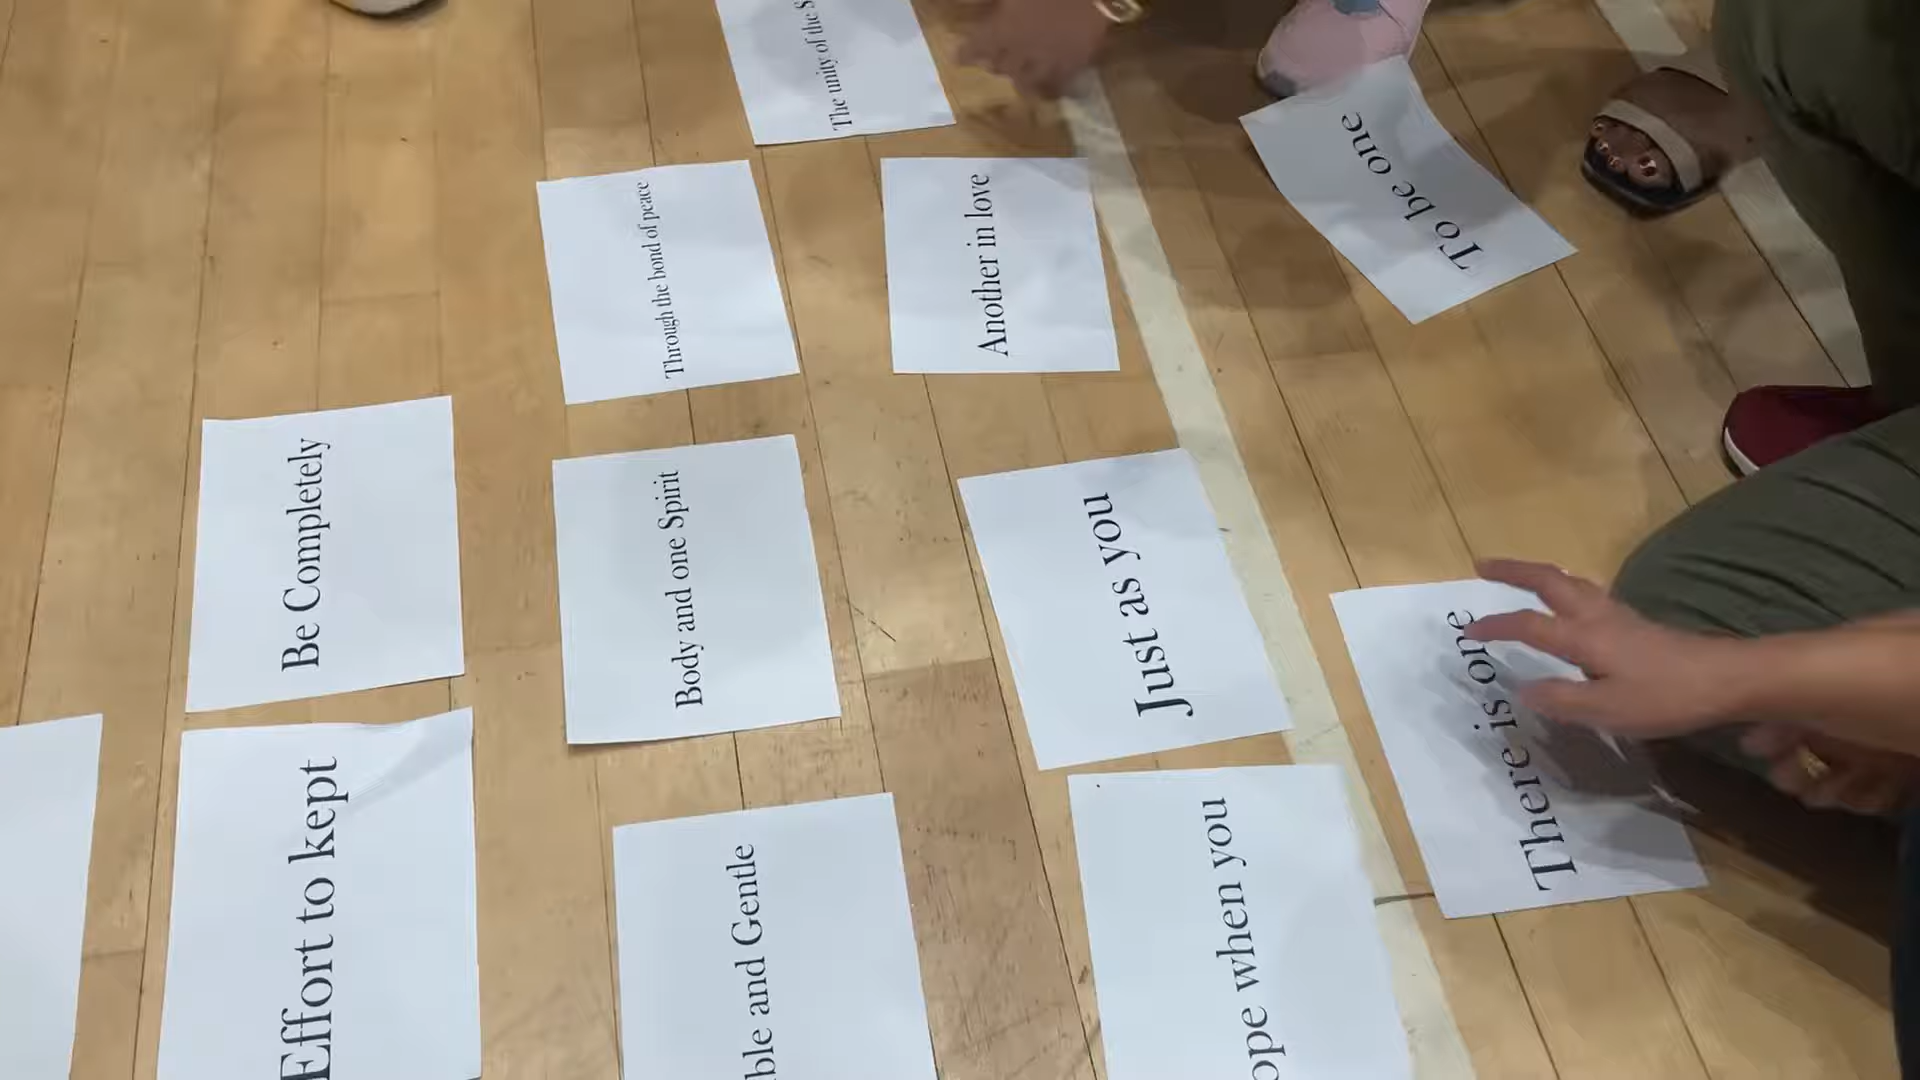 The unity of the S
Through the bond of peace
Another in love
To be one
Be Completely
Body and one Spirit
Just as you
There is one
Effort to kept
ble and Gentle
ope when you